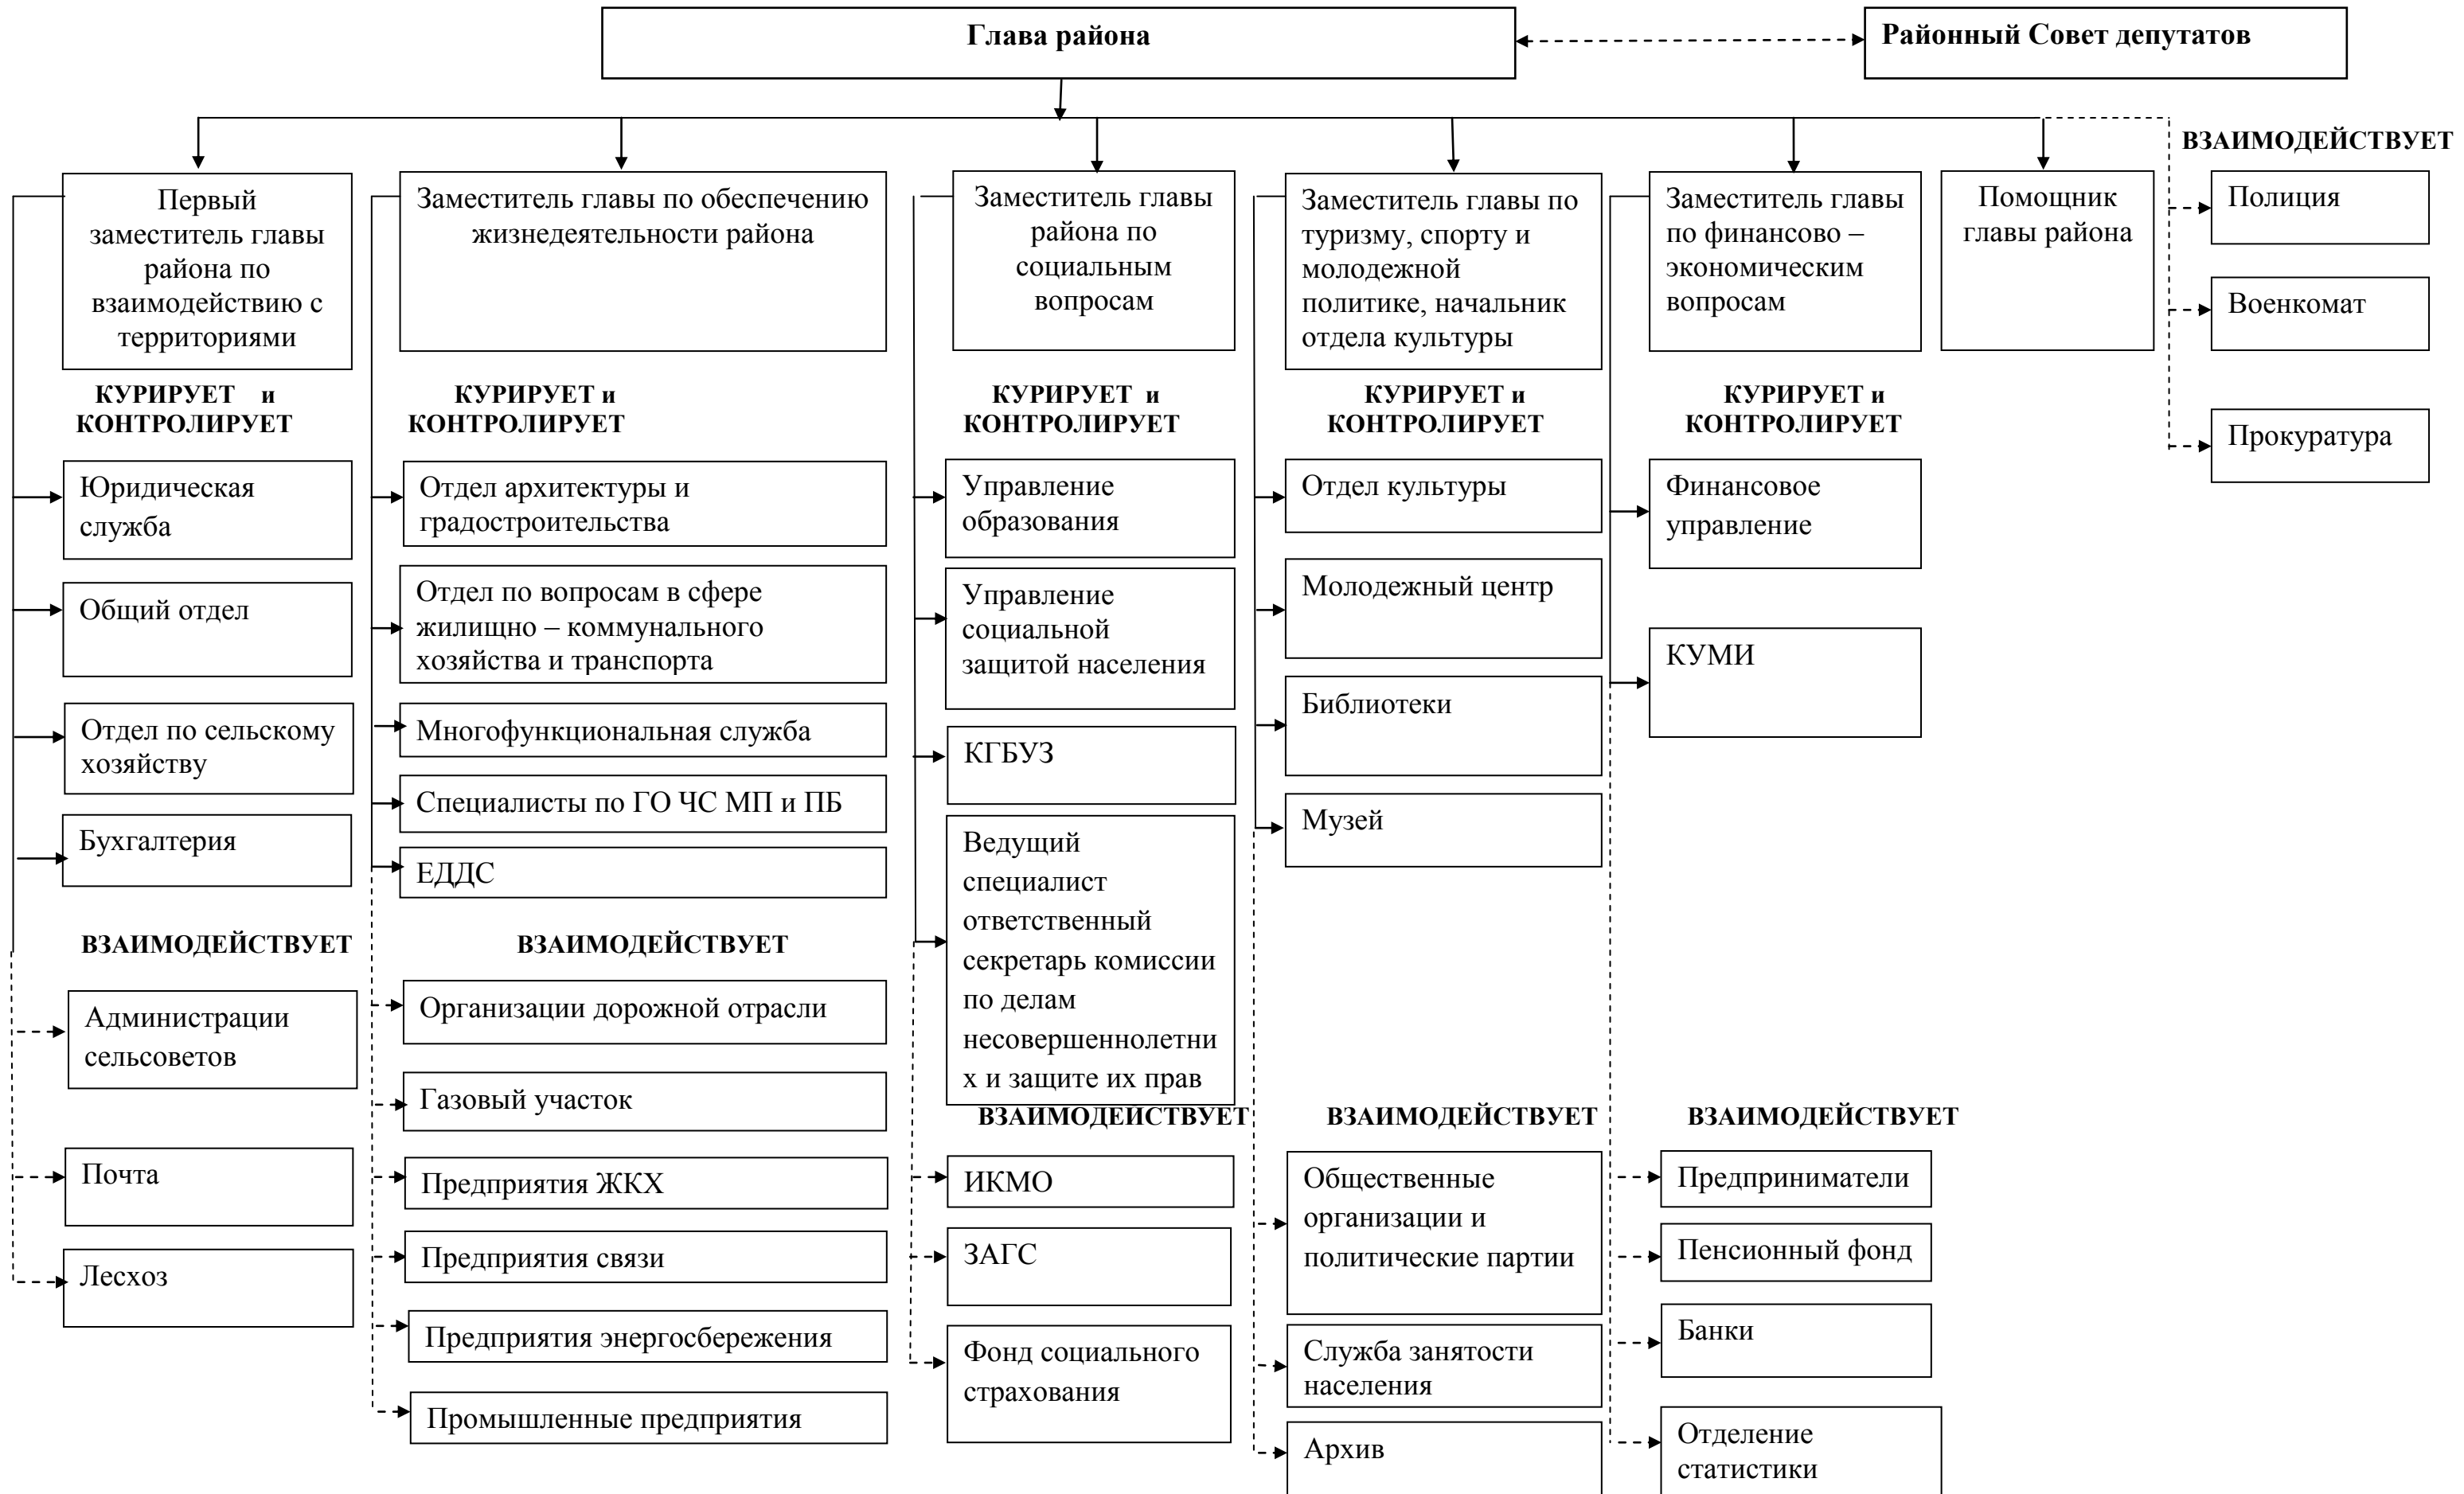 Глава района
Районный Совет депутатов
ВЗАИМОДЕЙСТВУЕТ
Полиция
Военкомат
Прокуратура
Первый
заместитель главы
района по
взаимодействию с
территориями
КУРИРУЕТ и
КОНТРОЛИРУЕТ
Юридическая
служба
Общий отдел
Отдел по сельскому
хозяйству
Бухгалтерия
ВЗАИМОДЕЙСТВУЕТ
Администрации
сельсоветов
Почта
Лесхоз
Заместитель главы по обеспечению
жизнедеятельности района
КУРИРУЕТ и
КОНТРОЛИРУЕТ
Отдел архитектуры и
градостроительства
Отдел по вопросам в сфере
жилищно – коммунального
хозяйства и транспорта
Многофункциональная служба
Специалисты по ГО ЧС МП и ПБ
ЕДДС
ВЗАИМОДЕЙСТВУЕТ
Организации дорожной отрасли
Газовый участок
Предприятия ЖКХ
Предприятия связи
Предприятия энергосбережения
Промышленные предприятия
Заместитель главы
района по
социальным
вопросам
КУРИРУЕТ и
КОНТРОЛИРУЕТ
Управление
образования
Управление
социальной
защитой населения
КГБУЗ
Ведущий
специалист
ответственный
секретарь комиссии
по делам
несовершеннолетни
х и защите их прав
ВЗАИМОДЕЙСТВУЕТ
ИКМО
ЗАГС
Фонд социального
страхования
Заместитель главы по
туризму, спорту и
молодежной
политике, начальник
отдела культуры
КУРИРУЕТ и
КОНТРОЛИРУЕТ
Отдел культуры
Молодежный центр
Библиотеки
Музей
ВЗАИМОДЕЙСТВУЕТ
Общественные
организации и
политические партии
Служба занятости
населения
Архив
Заместитель главы
по финансово –
экономическим
вопросам
КУРИРУЕТ и
КОНТРОЛИРУЕТ
Финансовое
управление
КУМИ
ВЗАИМОДЕЙСТВУЕТ
Предприниматели
Пенсионный фонд
Банки
Отделение
статистики
Помощник
главы района